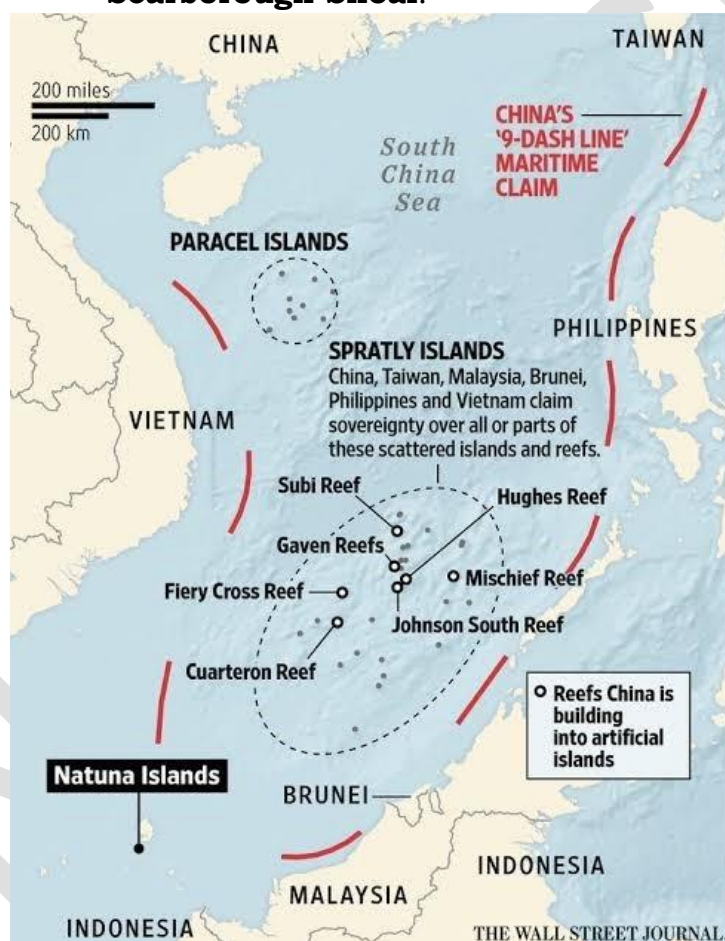 Scarborough Shoal.
CHINA
TAIWAN
200 miles
200 km
CHINA'S
'9-DASH LINE'
MARITIME
CLAIM
South
China
Sea
PARACEL ISLANDS
PHILIPPINES
SPRATLY ISLANDS
China, Taiwan, Malaysia, Brunei,
Philippines and Vietnam claim
sovereignty over all or parts of
these scattered islands and reefs.
VIETNAM
Subi Reef
Hughes Reef
Gaven Reefs
Mischief Reef
Fiery Cross Reef
Johnson South Reef
Cuarteron Reef
Reefs China is
building
into artificial
islands
Natuna Islands
BRUNEI
INDONESIA
MALAYSIA
INDONESIA
THE WALL STREET JOURNAL